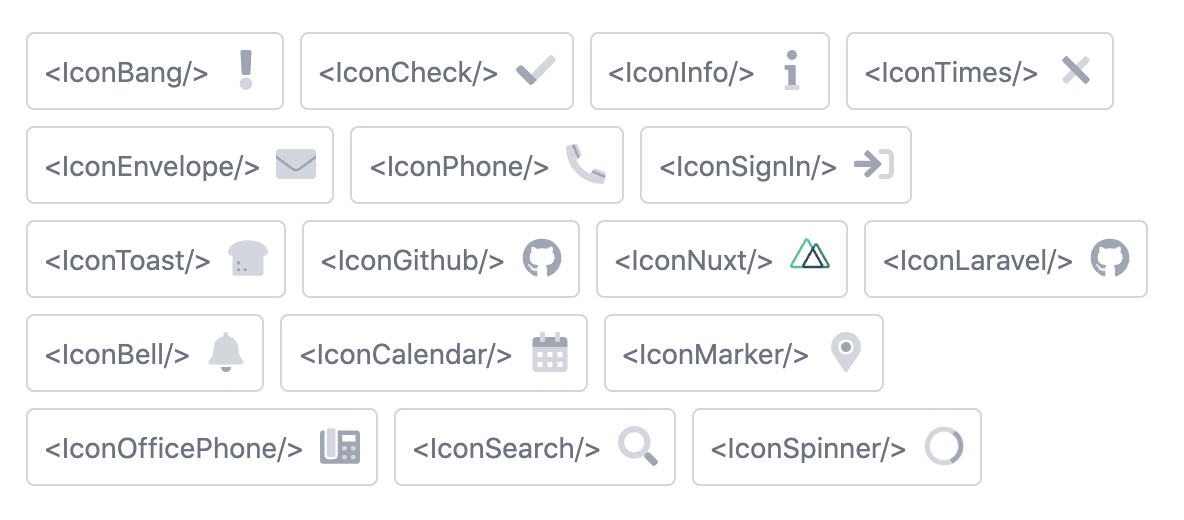 <IconBang/> <IconCheck/> <IconInfo/> <IconTimes/>
<IconEnvelope/> <IconPhone/> <IconSignIn/>
<IconToast/> <IconGithub/> <IconNuxt/> <IconLaravel/>
<IconBell/> <IconCalendar/> <IconMarker/>
<IconOfficePhone/> <IconSearch/> <IconSpinner/>